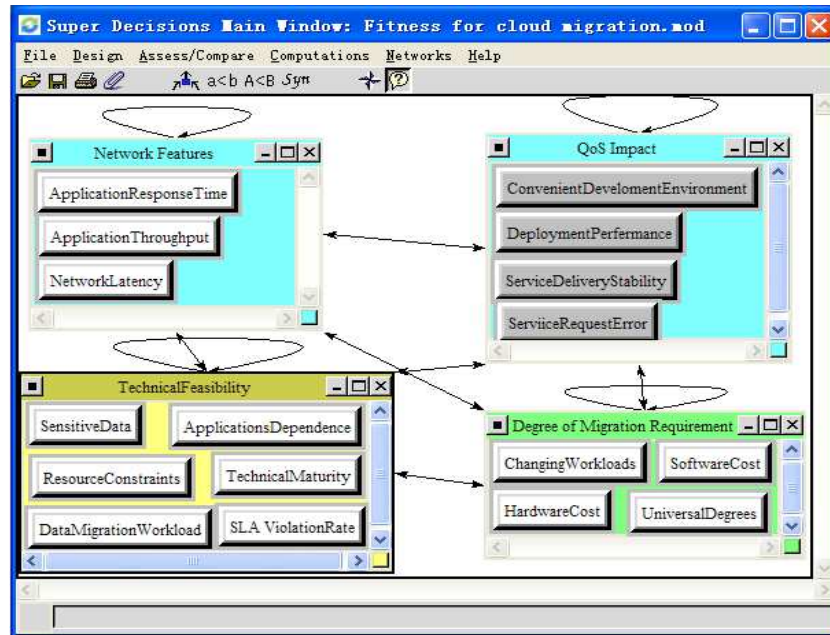 Super Decisions Main Window: Fitness for cloud migration.mod
File Design Assess/Compare Computations Networks Help
a<b A<B Syn
Network Features
ApplicationResponseTime
ApplicationThroughput
NetworkLatency
QoS Impact
ConvenientDevelomentEnvironment
DeploymentPerfermance
ServiceDeliveryStability
ServiiceRequestError
TechnicalFeasibility
SensitiveData
ApplicationsDependence
ResourceConstraints
TechnicalMaturity
DataMigrationWorkload
SLA ViolationRate
Degree of Migration Requirement
ChangingWorkloads
SoftwareCost
HardwareCost
UniversalDegrees